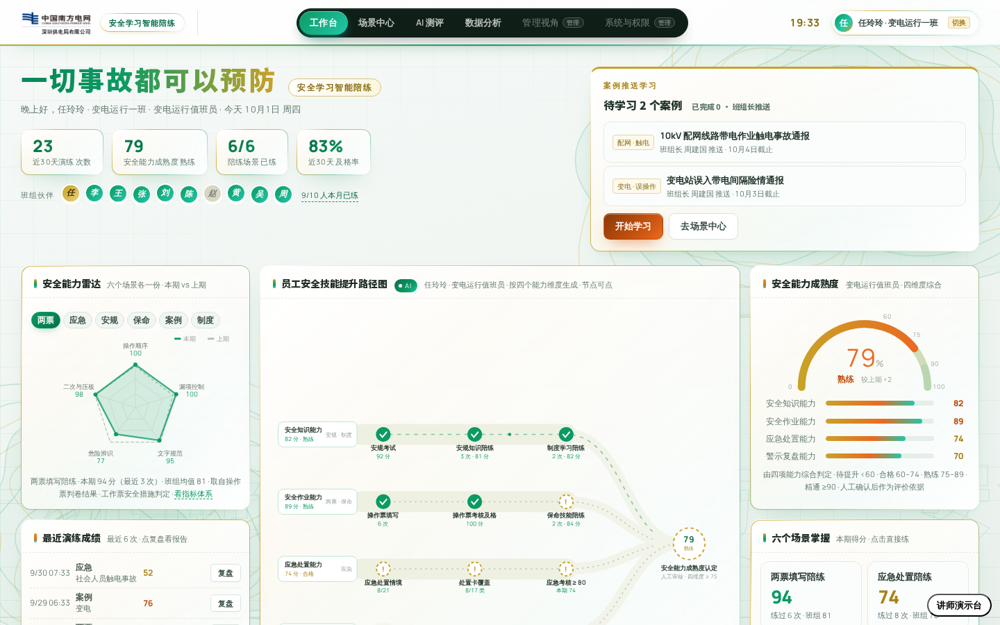 中国南方电网
CHINA SOUTHERN POWER GRID
深圳供电局有限公司
安全学习智能陪练
工作台
场景中心
AI 测评
数据分析
管理视角 管理
系统与权限 管理
19:33
任 任玲玲 · 变电运行一班 切换
一切事故都可以预防
安全学习智能陪练
晚上好，任玲玲 · 变电运行一班 · 变电运行值班员 · 今天 10月1日 周四
23
近30天演练 次数
79
安全能力成熟度 熟练
6/6
陪练场景 已练
83%
近30天 及格率
班组伙伴 任 李 王 张 刘 陈 赵 黄 吴 周 9/10 人本月已练
案例推送学习
待学习 2 个案例 已完成 0 · 班组长推送
配网 · 触电
10kV 配网线路带电作业触电事故通报
班组长 周建国 推送 · 10月4日截止
变电 · 误操作
变电站误入带电间隔险情通报
班组长 周建国 推送 · 10月3日截止
开始学习
去场景中心
安全能力雷达 六个场景各一份 · 本期 vs 上期
两票 应急 安规 保命 案例 制度
本期 上期
操作顺序
100
二次与压板
98
漏项控制
100
危险辨识
77
文字规范
95
两票填写陪练 · 本期 94 分（最近 3 次） · 班组均值 81 · 取自操作
票判卷结果 · 工作票安全措施判定 · 看指标体系
员工安全技能提升路径图 AI 任玲玲 · 变电运行值班员 · 按四个能力维度生成 · 节点可点
安全知识能力
82 分 · 熟练
安规 · 制度
安规考试
92 分
安规知识陪练
3 次 · 81 分
制度学习陪练
2 次 · 82 分
安全作业能力
89 分 · 熟练
两票 · 保命
操作票填写
6 次
操作票考核及格
100 分
保命技能陪练
2 次 · 84 分
应急处置能力
74 分 · 合格
应急
应急处置情境
8/21
处置卡覆盖
8/17 类
应急考核 ≥ 80
本期 74
79
熟练
安全能力成熟度认定
人工审核 · 四维度 ≥ 75
安全能力成熟度 变电运行值班员 · 四维度综合
0
60
75
90
100
79%
熟练 较上期 +2
安全知识能力 82
安全作业能力 89
应急处置能力 74
警示复盘能力 70
由四项能力综合判定 · 待提升 <60 · 合格 60–74 · 熟练 75–89 ·
精通 ≥90 · 人工确认后作为评价依据
最近演练成绩 最近 6 次 · 点复盘看报告
9/30 07:33
应急
社会人员触电事故
52
复盘
9/29 06:33
案例
变电
76
复盘
六个场景掌握 本期得分 · 点击直接练
两票填写陪练
94
练过 6 次 · 班组 81
应急处置陪练
74
练过 8 次 · 班组
讲师演示台